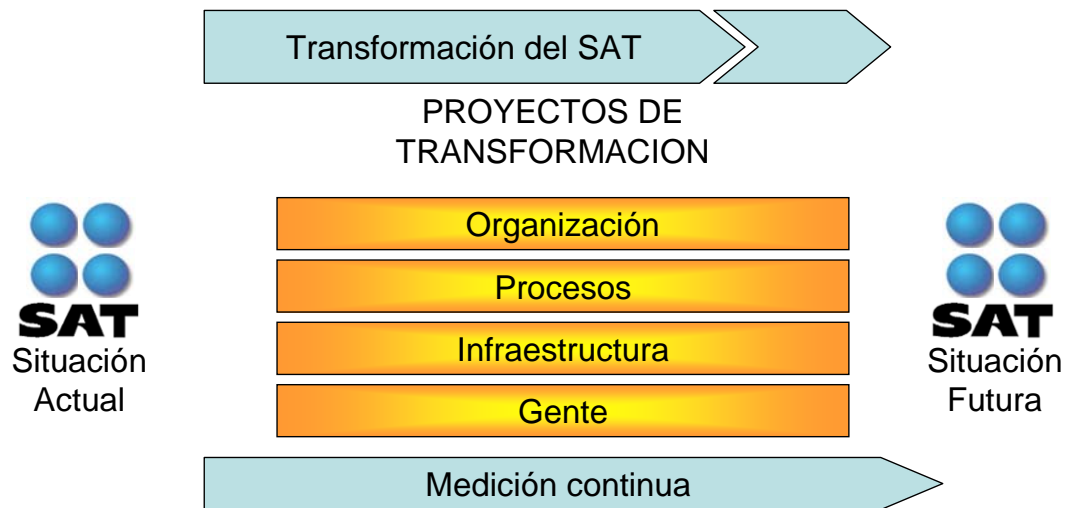 Transformación del SAT
PROYECTOS DE
TRANSFORMACION
Organización
Procesos
Infraestructura
Gente
SAT
Situación
Actual
SAT
Situación
Futura
Medición continua